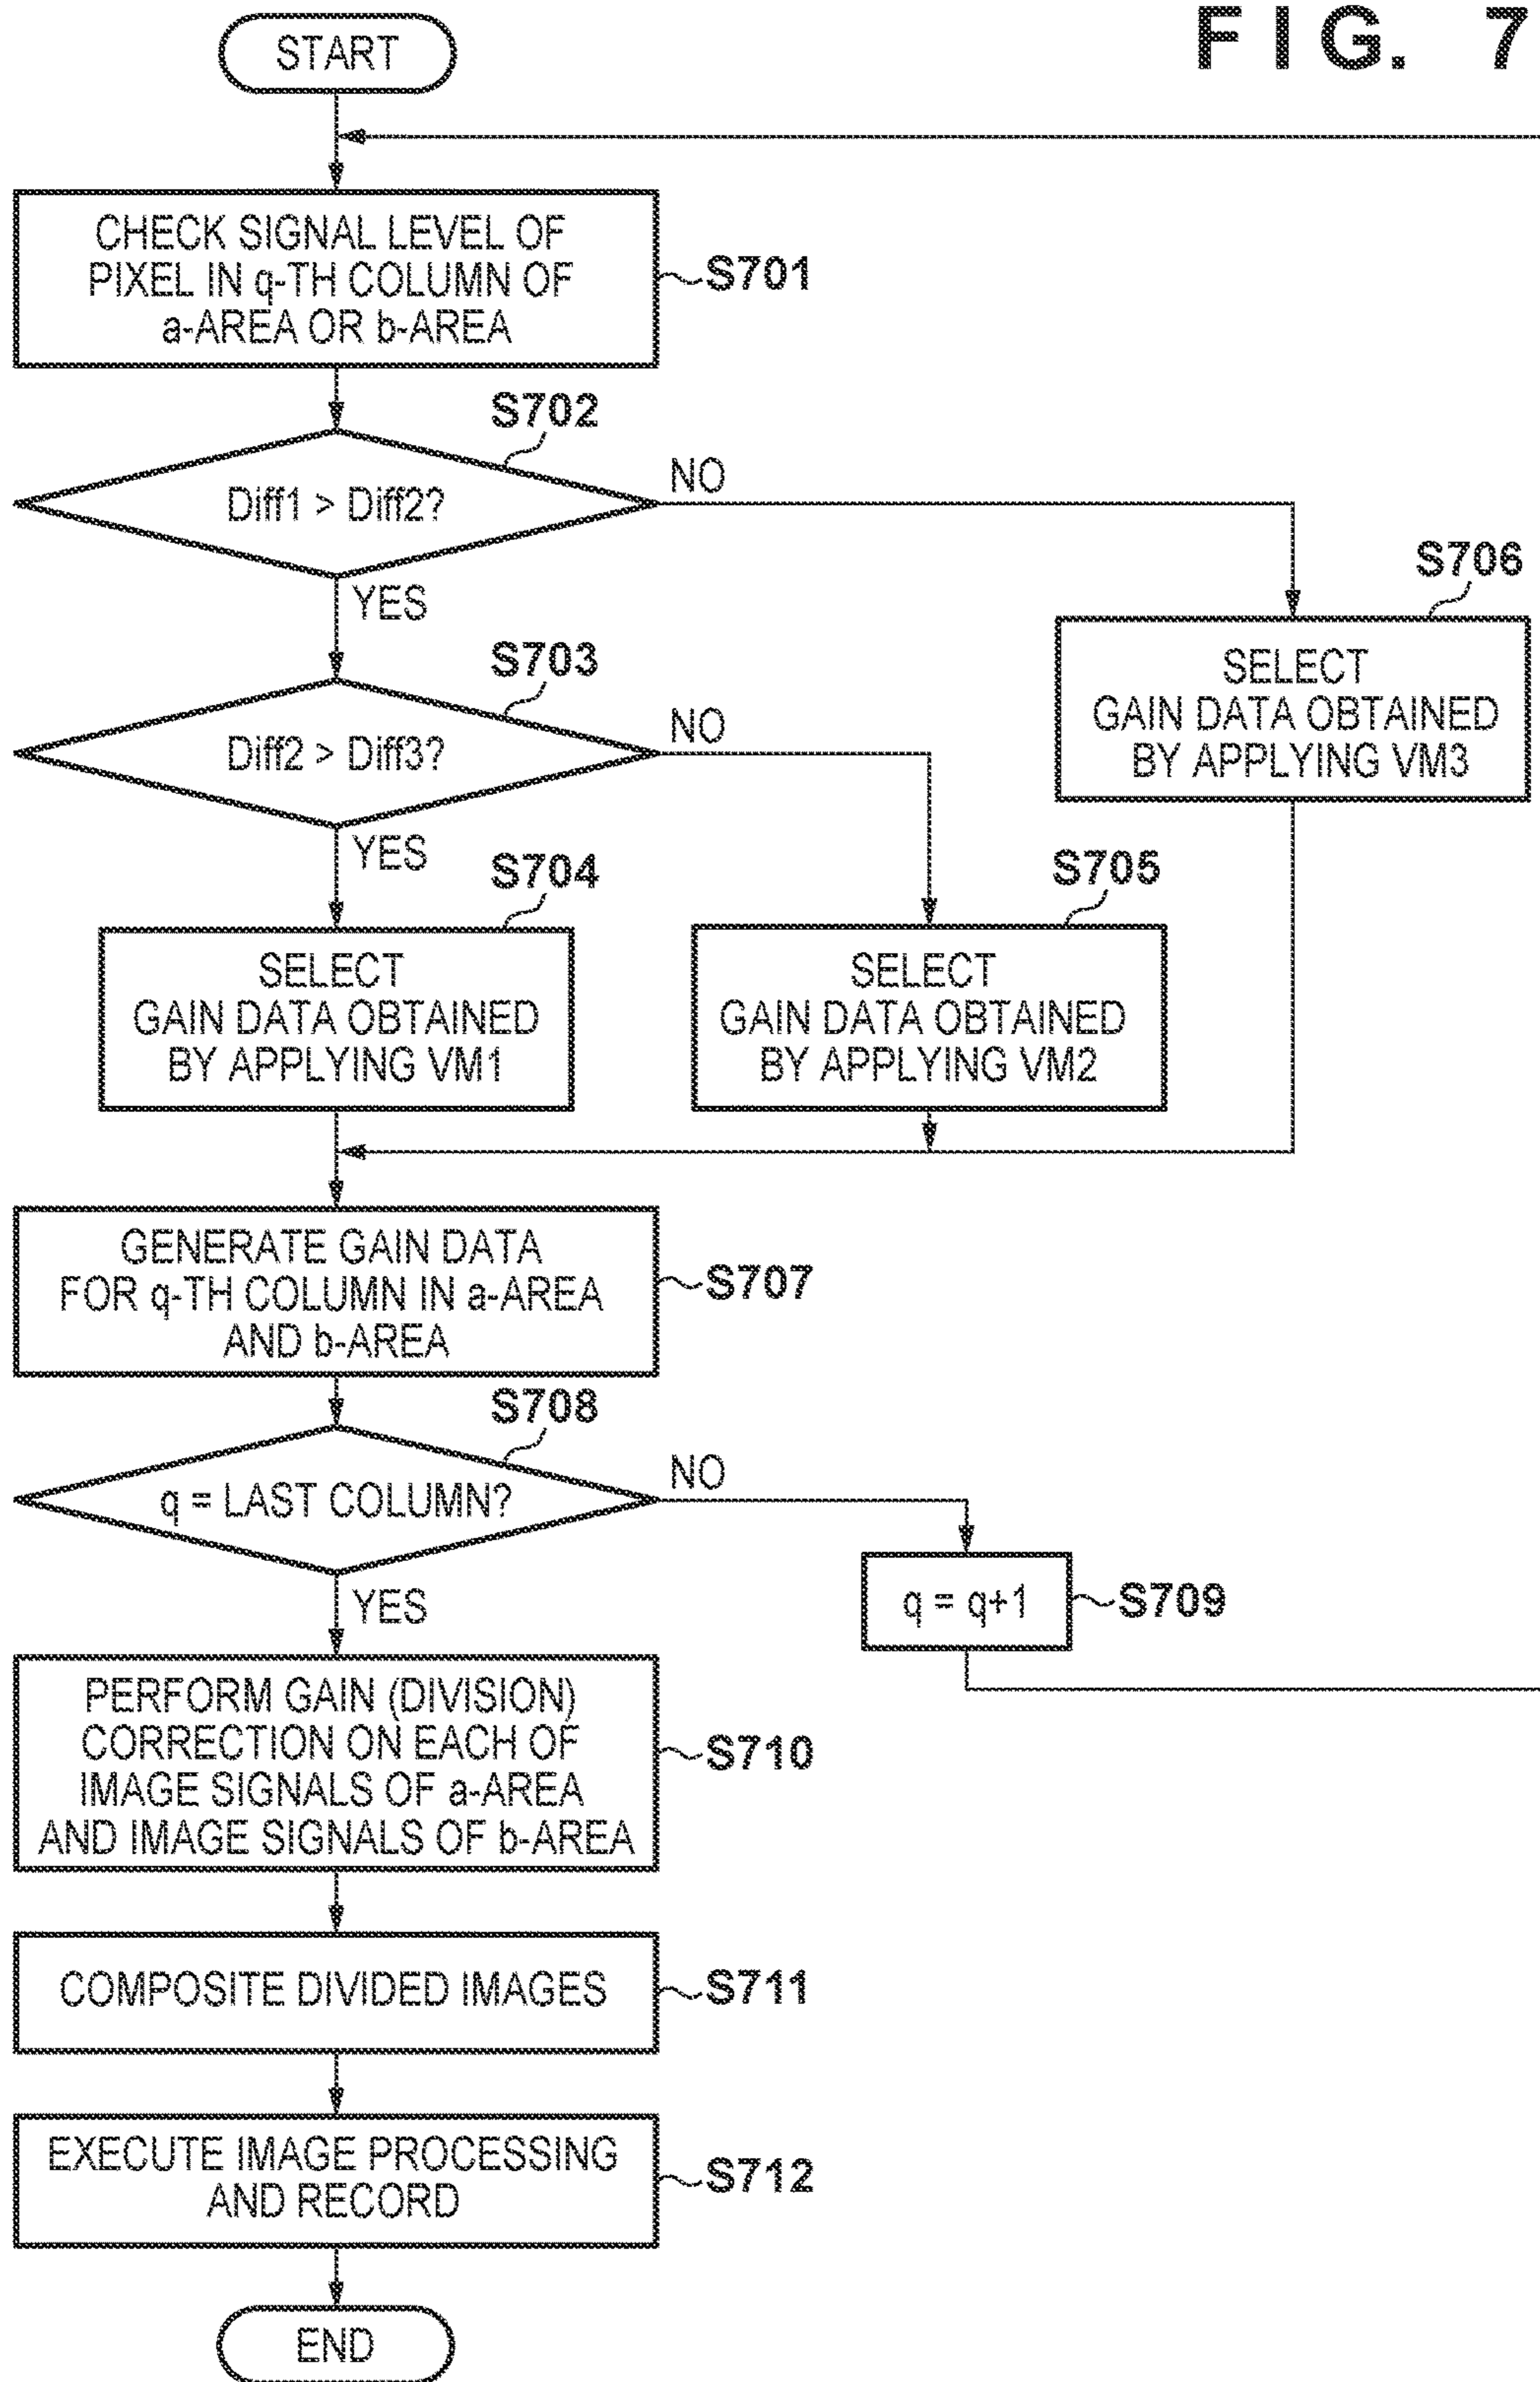 FIG. 7
START
CHECK SIGNAL LEVEL OF
PIXEL IN q-TH COLUMN OF
a-AREA OR b-AREA
S701
S702
Diff1 > Diff2?
NO
YES
S706
SELECT
GAIN DATA OBTAINED
BY APPLYING VM3
S703
Diff2 > Diff3?
NO
YES
S704
SELECT
GAIN DATA OBTAINED
BY APPLYING VM1
S705
SELECT
GAIN DATA OBTAINED
BY APPLYING VM2
GENERATE GAIN DATA
FOR q-TH COLUMN IN a-AREA
AND b-AREA
S707
S708
q = LAST COLUMN?
NO
YES
q = q+1
S709
PERFORM GAIN (DIVISION)
CORRECTION ON EACH OF
IMAGE SIGNALS OF a-AREA
AND IMAGE SIGNALS OF b-AREA
S710
COMPOSITE DIVIDED IMAGES
S711
EXECUTE IMAGE PROCESSING
AND RECORD
S712
END